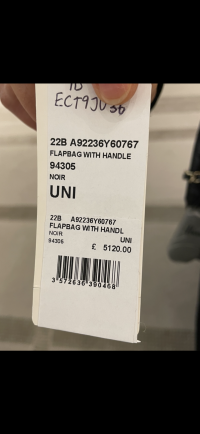 ECT9JU36
22B A92236Y60767
FLAPBAG WITH HANDLE
94305
NOIR
UNI
22B A92236Y60767
FLAPBAG WITH HANDL
NOIR UNI
94305
£ 5120.00
3 572636 390468